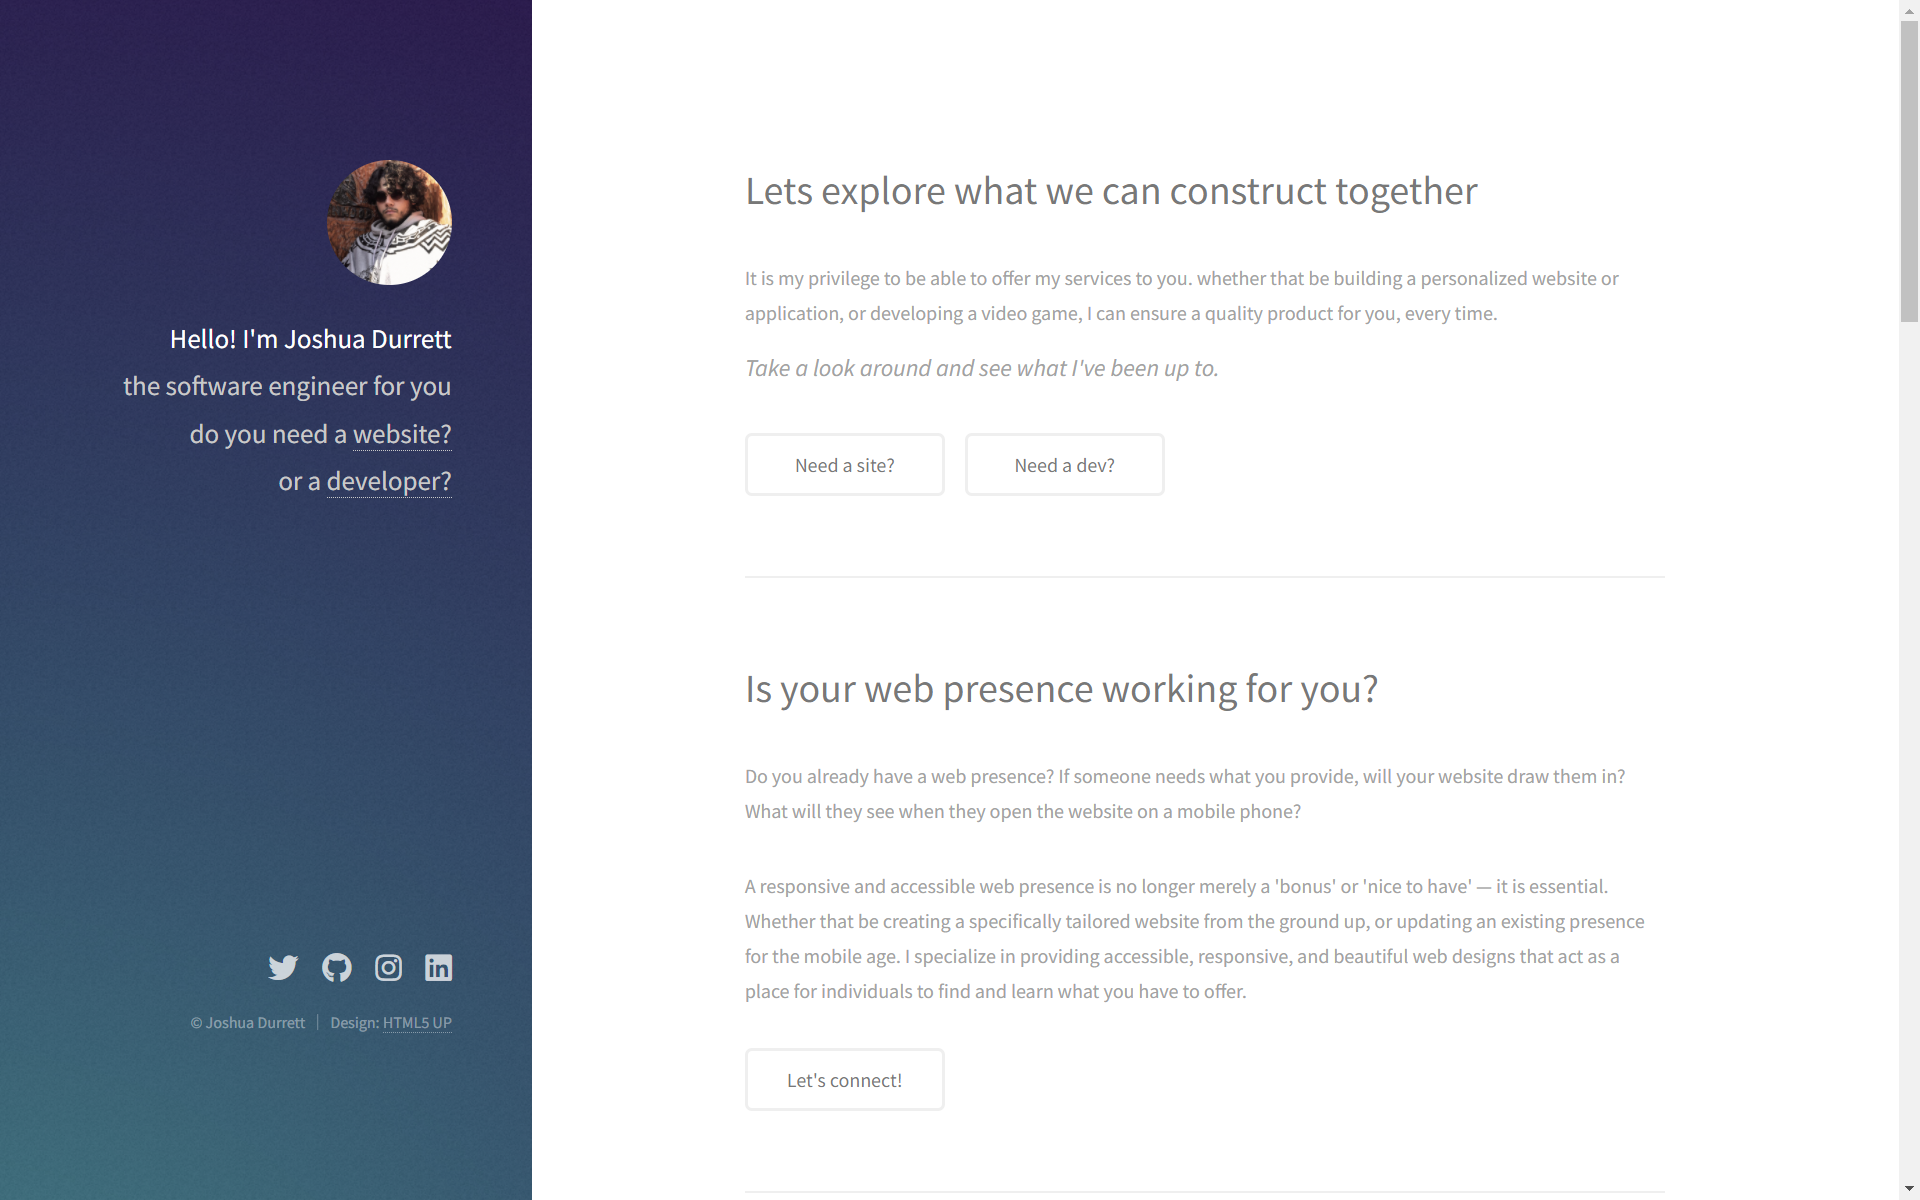 Hello! I'm Joshua Durrett
the software engineer for you
do you need a website?
or a developer?
© Joshua Durrett
Design: HTML5 UP
Lets explore what we can construct together
It is my privilege to be able to offer my services to you. whether that be building a personalized website or
application, or developing a video game, I can ensure a quality product for you, every time.
Take a look around and see what I've been up to.
Need a site?
Need a dev?
Is your web presence working for you?
Do you already have a web presence? If someone needs what you provide, will your website draw them in?
What will they see when they open the website on a mobile phone?
A responsive and accessible web presence is no longer merely a 'bonus' or 'nice to have' — it is essential.
Whether that be creating a specifically tailored website from the ground up, or updating an existing presence
for the mobile age. I specialize in providing accessible, responsive, and beautiful web designs that act as a
place for individuals to find and learn what you have to offer.
Let's connect!